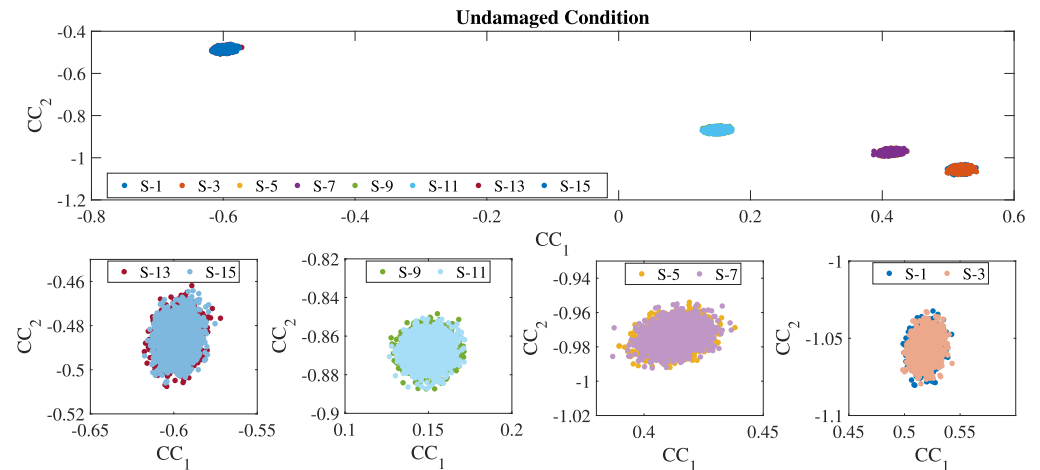 Undamaged Condition
-0.4
-0.6
-0.8
-1
-1.2
CC2
S-1 S-3 S-5 S-7 S-9 S-11 S-13 S-15
-0.8 -0.6 -0.4 -0.2 0 0.2 0.4 0.6
CC1
S-13 S-15
-0.46
-0.48
-0.5
-0.52
CC2
-0.65 -0.6 -0.55
CC1
S-9 S-11
-0.82
-0.84
-0.86
-0.88
-0.9
CC2
0.1 0.15 0.2
CC1
S-5 S-7
-0.94
-0.96
-0.98
-1
-1.02
CC2
0.4 0.45
CC1
S-1 S-3
-1
-1.05
-1.1
CC2
0.45 0.5 0.55
CC1